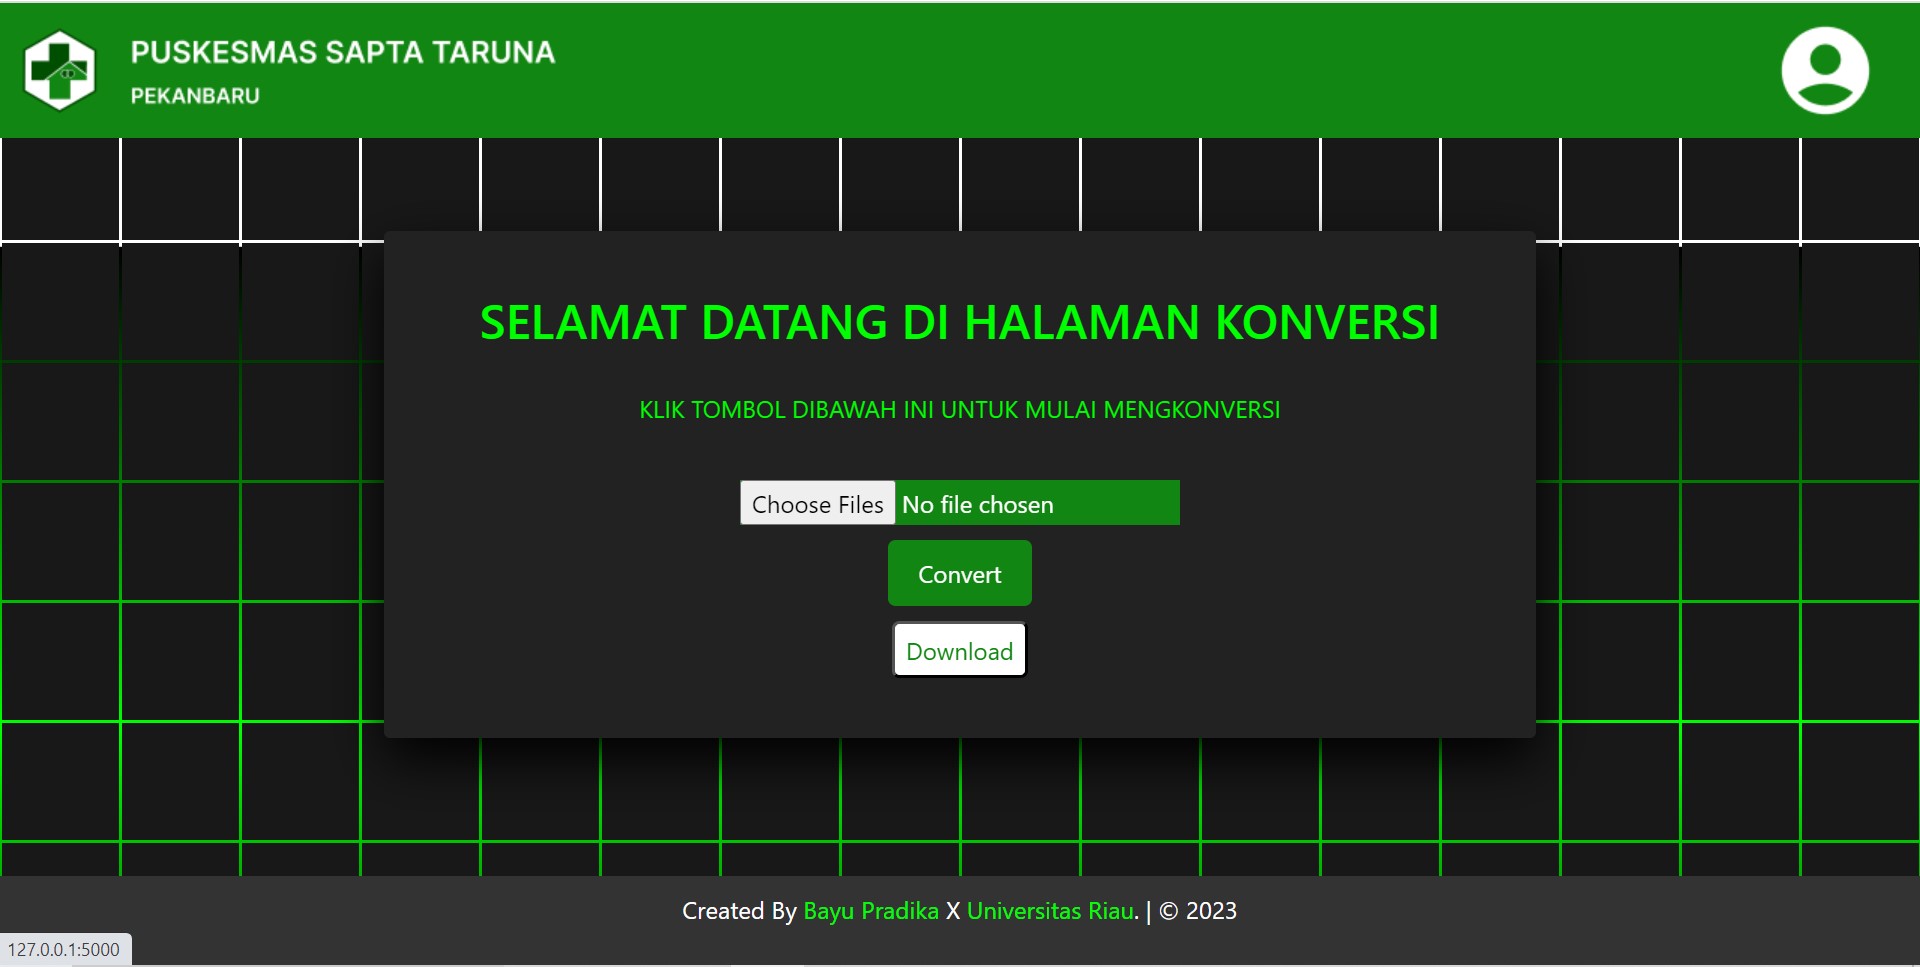 PUSKESMAS SAPTA TARUNA
PEKANBARU
SELAMAT DATANG DI HALAMAN KONVERSI
KLIK TOMBOL DIBAWAH INI UNTUK MULAI MENGKONVERSI
Choose Files No file chosen
Convert
Download
Created By Bayu Pradika X Universitas Riau. | © 2023
127.0.0.1:5000